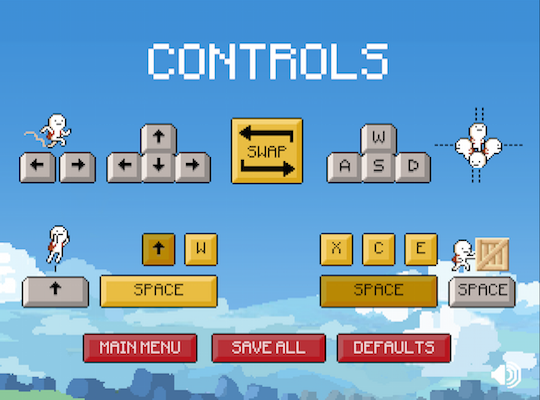 CONTROLS
W
SWAP
A S D
W X C E
SPACE SPACE SPACE
MAIN MENU SAVE ALL DEFAULTS